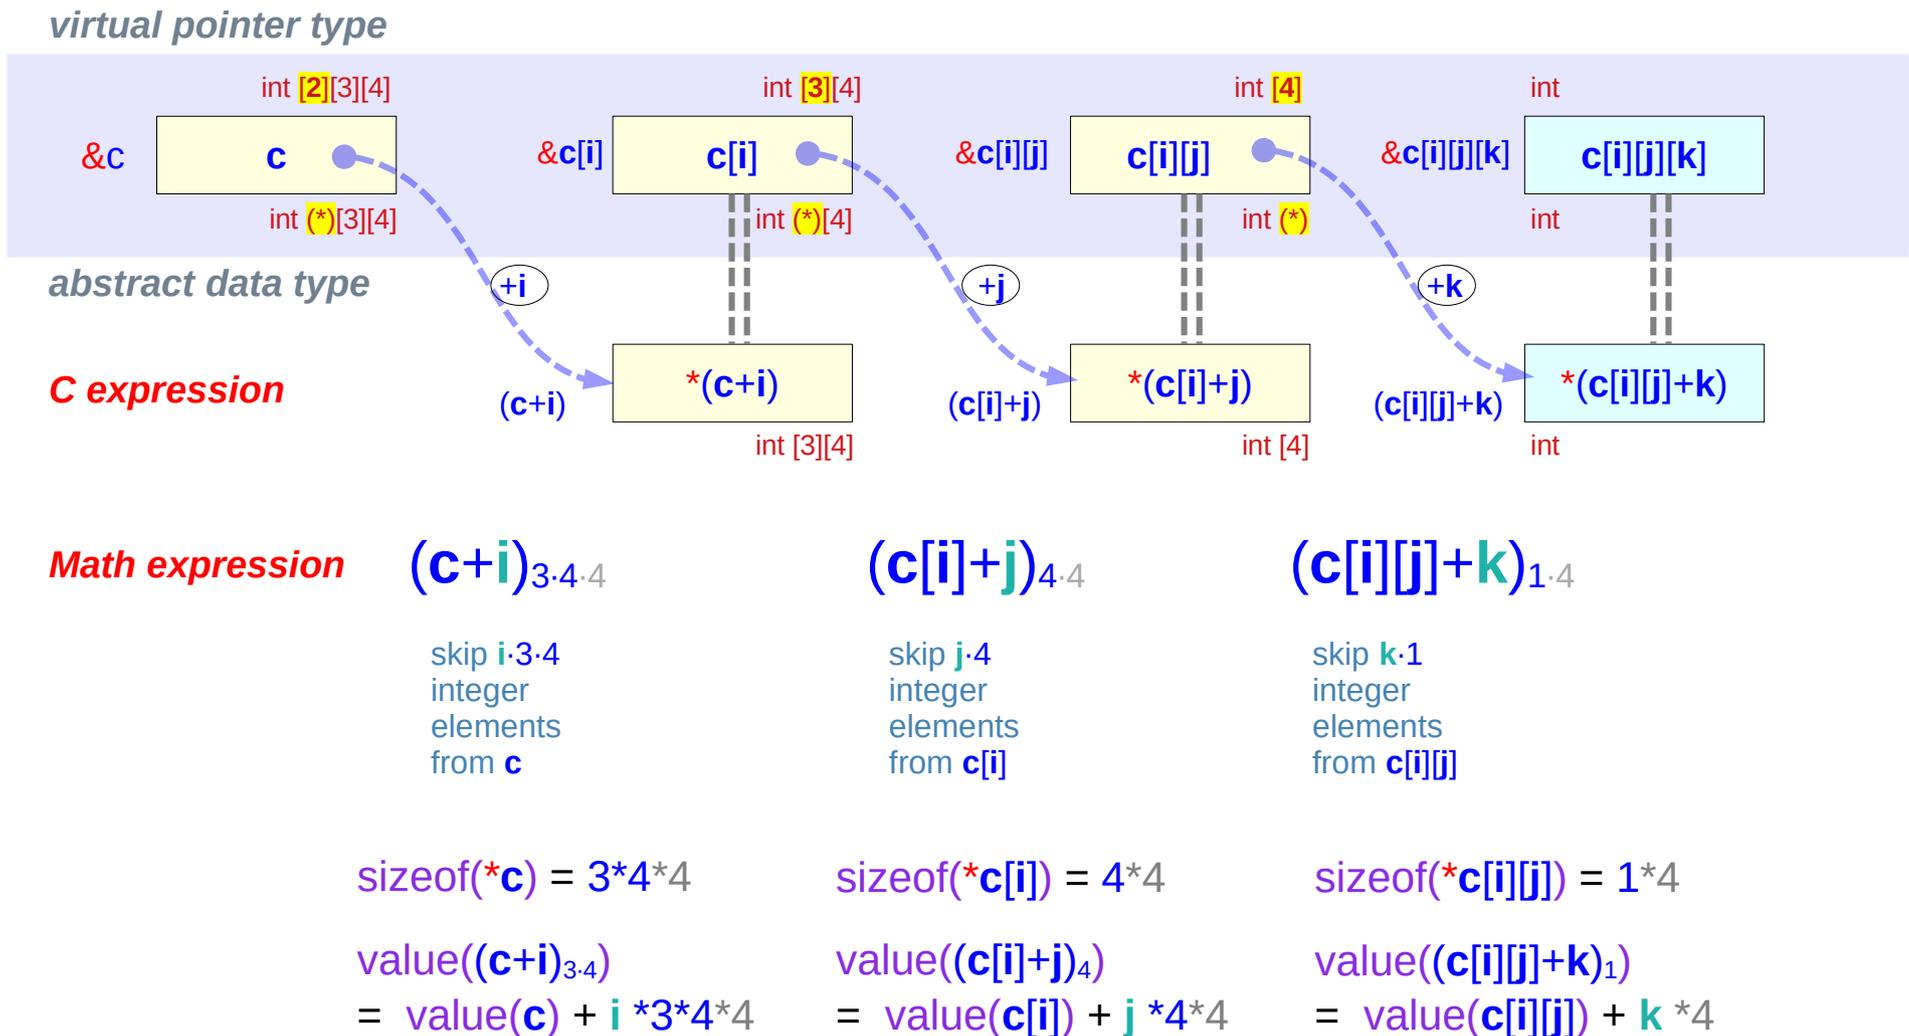 virtual pointer type
int [2][3][4] int [3][4] int [4] int
&c c &c[i] c[i] &c[i][j] c[i][j] &c[i][j][k] c[i][j][k]
int (*)[3][4] int (*)[4] int (*) int
abstract data type +i +j +k
C expression (c+i) *(c+i) (c[i]+j) *(c[i]+j) (c[i][j]+k) *(c[i][j]+k)
int [3][4] int [4] int
Math expression (c+i)3·4·4 (c[i]+j)4·4 (c[i][j]+k)1·4
skip i·3·4
integer
elements
from c
skip j·4
integer
elements
from c[i]
skip k·1
integer
elements
from c[i][j]
sizeof(*c) = 3*4*4 sizeof(*c[i]) = 4*4 sizeof(*c[i][j]) = 1*4
value((c+i)3·4) value((c[i]+j)4) value((c[i][j]+k)1)
= value(c) + i *3*4*4 = value(c[i]) + j *4*4 = value(c[i][j]) + k *4